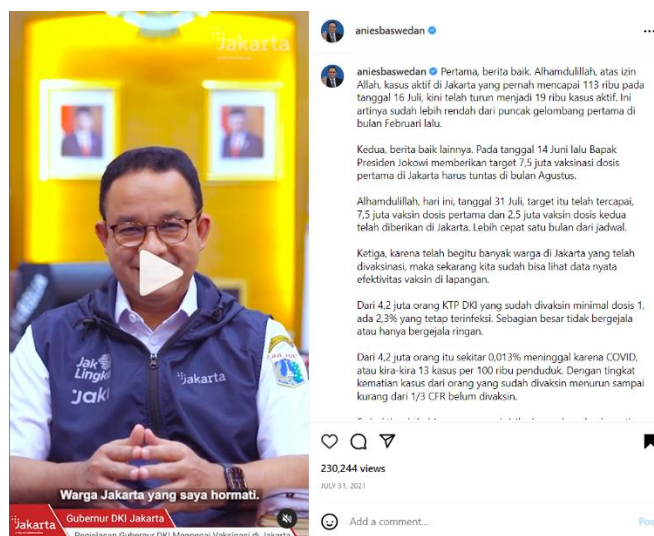 Jakarta
Jak
Lingko
Jaki
Jakarta
JAYA RAYA
Warga Jakarta yang saya hormati.
Jakarta
Gubernur DKI Jakarta
Penjelasan Gubernur DKI Mengenai Vaksinasi di Jakarta
aniesbaswedan
aniesbaswedan Pertama, berita baik. Alhamdulillah, atas izin
Allah, kasus aktif di Jakarta yang pernah mencapai 113 ribu pada
tanggal 16 Juli, kini telah turun menjadi 19 ribu kasus aktif. Ini
artinya sudah lebih rendah dari puncak gelombang pertama di
bulan Februari lalu.
Kedua, berita baik lainnya. Pada tanggal 14 Juni lalu Bapak
Presiden Jokowi memberikan target 7,5 juta vaksinasi dosis
pertama di Jakarta harus tuntas di bulan Agustus.
Alhamdulillah, hari ini, tanggal 31 Juli, target itu telah tercapai,
7,5 juta vaksin dosis pertama dan 2,5 juta vaksin dosis kedua
telah diberikan di Jakarta. Lebih cepat satu bulan dari jadwal.
Ketiga, karena telah begitu banyak warga di Jakarta yang telah
divaksinasi, maka sekarang kita sudah bisa lihat data nyata
efektivitas vaksin di lapangan.
Dari 4,2 juta orang KTP DKI yang sudah divaksin minimal dosis 1,
ada 2,3% yang tetap terinfeksi. Sebagian besar tidak bergejala
atau hanya bergejala ringan.
Dari 4,2 juta orang itu sekitar 0,013% meninggal karena COVID,
atau kira-kira 13 kasus per 100 ribu penduduk. Dengan tingkat
kematian kasus dari orang yang sudah divaksin menurun sampai
kurang dari 1/3 CFR belum divaksin.
230,244 views
JULY 31, 2021
Add a comment...
Pos